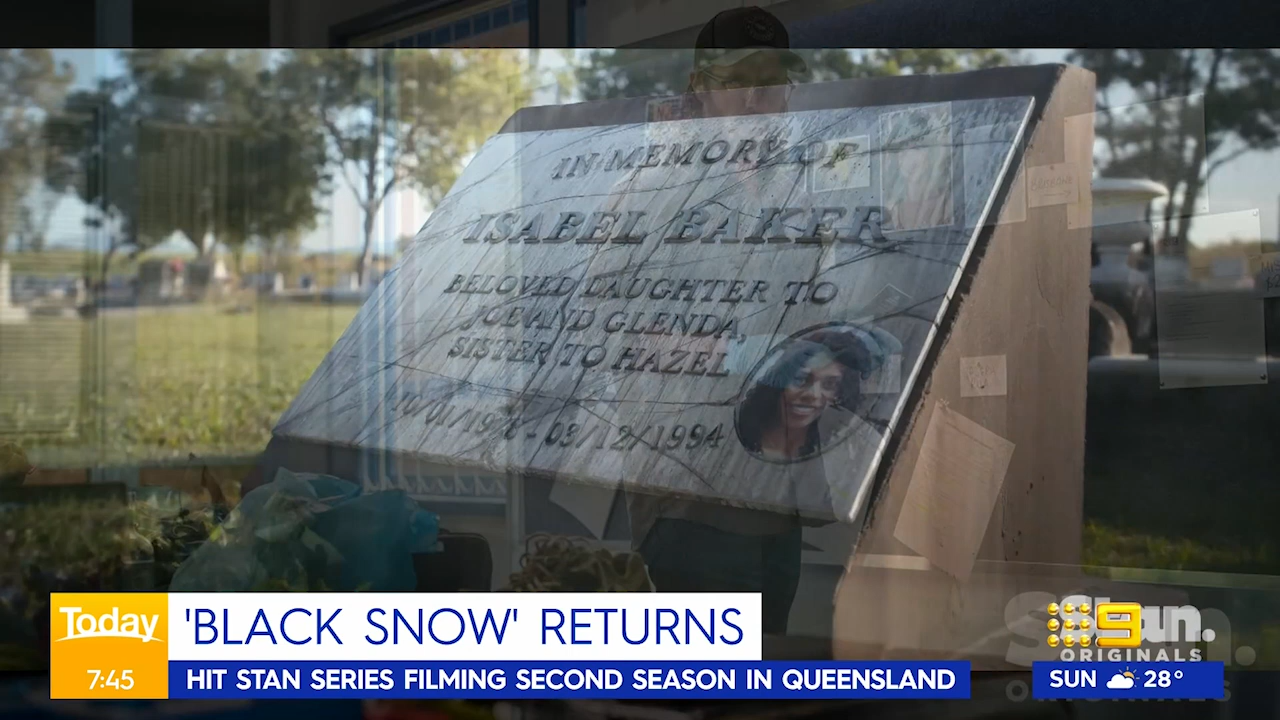 IN MEMORY OF
ISABEL BAKER
BELOVED DAUGHTER TO
JOE AND GLENDA,
SISTER TO HAZEL
- 03/12/1994
Today
7:45
'BLACK SNOW' RETURNS
HIT STAN SERIES FILMING SECOND SEASON IN QUEENSLAND
9
Stan.
ORIGINALS
SUN 28°